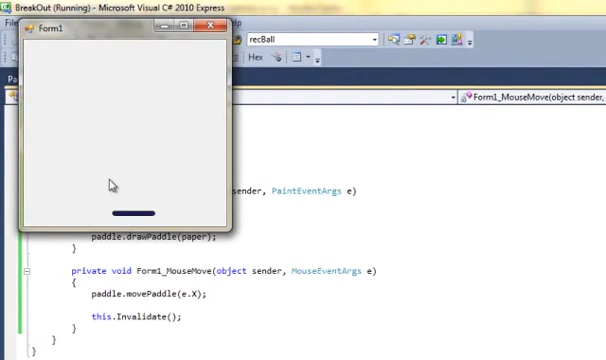 BreakOut (Running) - Microsoft Visual C# 2010 Express
Form1
recBall
Hex
Form1_MouseMove(object sender,
sender, PaintEventArgs e)
paddle.drawPaddle(paper);
}
private void Form1_MouseMove(object sender, MouseEventArgs e)
{
paddle.movePaddle(e.X);
this.Invalidate();
}
}
}